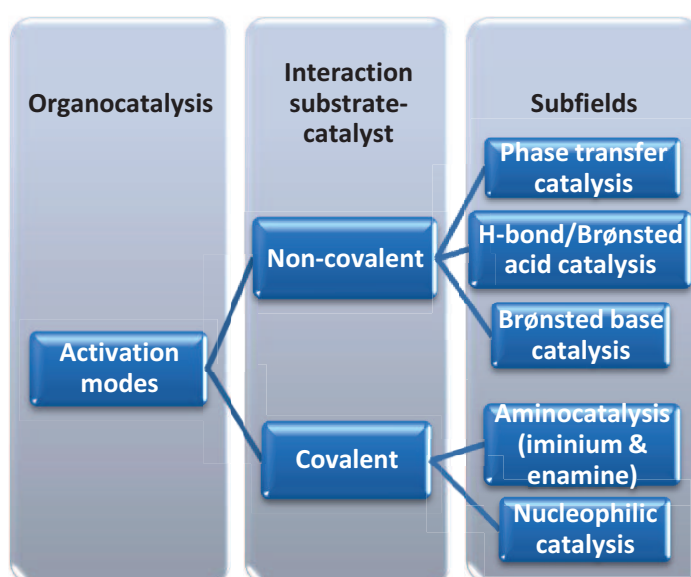 Organocatalysis
Interaction
substrate-
catalyst
Subfields
Activation
modes
Non-covalent
Covalent
Phase transfer
catalysis
H-bond/Brønsted
acid catalysis
Brønsted base
catalysis
Aminocatalysis
(iminium &
enamine)
Nucleophilic
catalysis